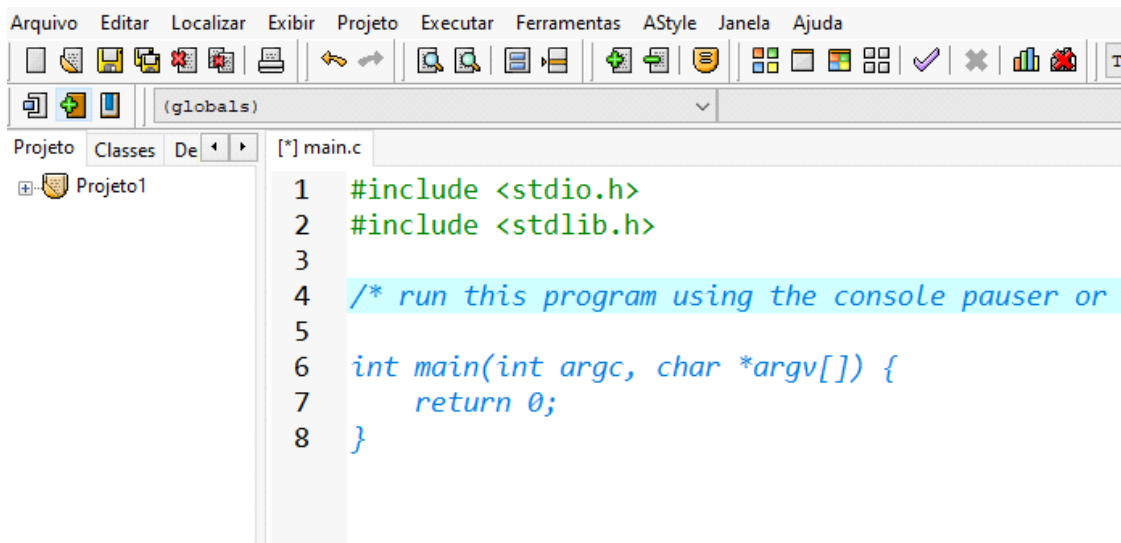 Arquivo Editar Localizar Exibir Projeto Executar Ferramentas AStyle Janela Ajuda
(globals)
Projeto Classes De
[*] main.c
Projeto1
1 #include <stdio.h>
2 #include <stdlib.h>
3
4 /* run this program using the console pauser or
5
6 int main(int argc, char *argv[]) {
7 return 0;
8 }